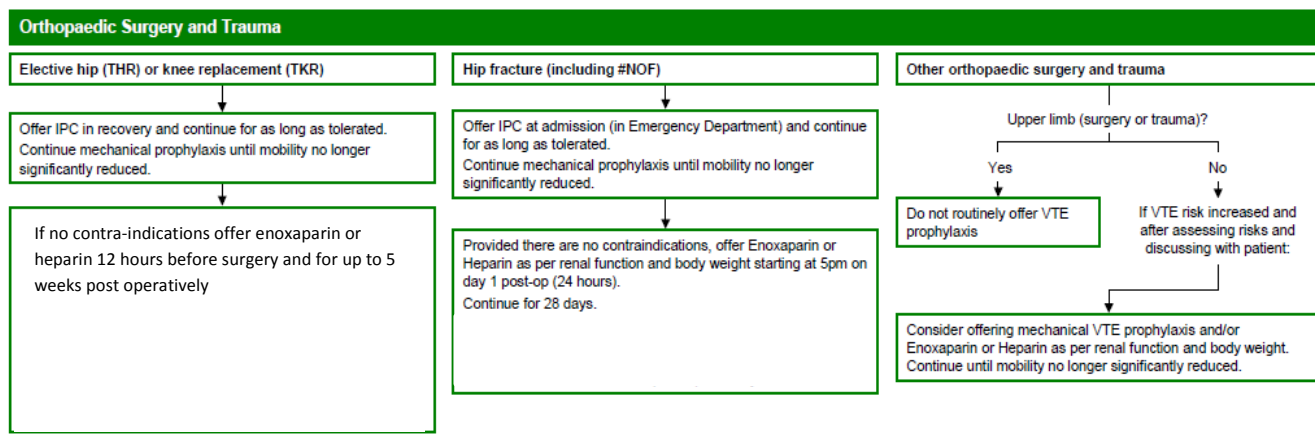 Orthopaedic Surgery and Trauma
Elective hip (THR) or knee replacement (TKR)
Offer IPC in recovery and continue for as long as tolerated.
Continue mechanical prophylaxis until mobility no longer
significantly reduced.
If no contra-indications offer enoxaparin or
heparin 12 hours before surgery and for up to 5
weeks post operatively
Hip fracture (including #NOF)
Offer IPC at admission (in Emergency Department) and continue
for as long as tolerated.
Continue mechanical prophylaxis until mobility no longer
significantly reduced.
Provided there are no contraindications, offer Enoxaparin or
Heparin as per renal function and body weight starting at 5pm on
day 1 post-op (24 hours).
Continue for 28 days.
Other orthopaedic surgery and trauma
Upper limb (surgery or trauma)?
Yes
No
Do not routinely offer VTE
prophylaxis
If VTE risk increased and
after assessing risks and
discussing with patient:
Consider offering mechanical VTE prophylaxis and/or
Enoxaparin or Heparin as per renal function and body weight.
Continue until mobility no longer significantly reduced.